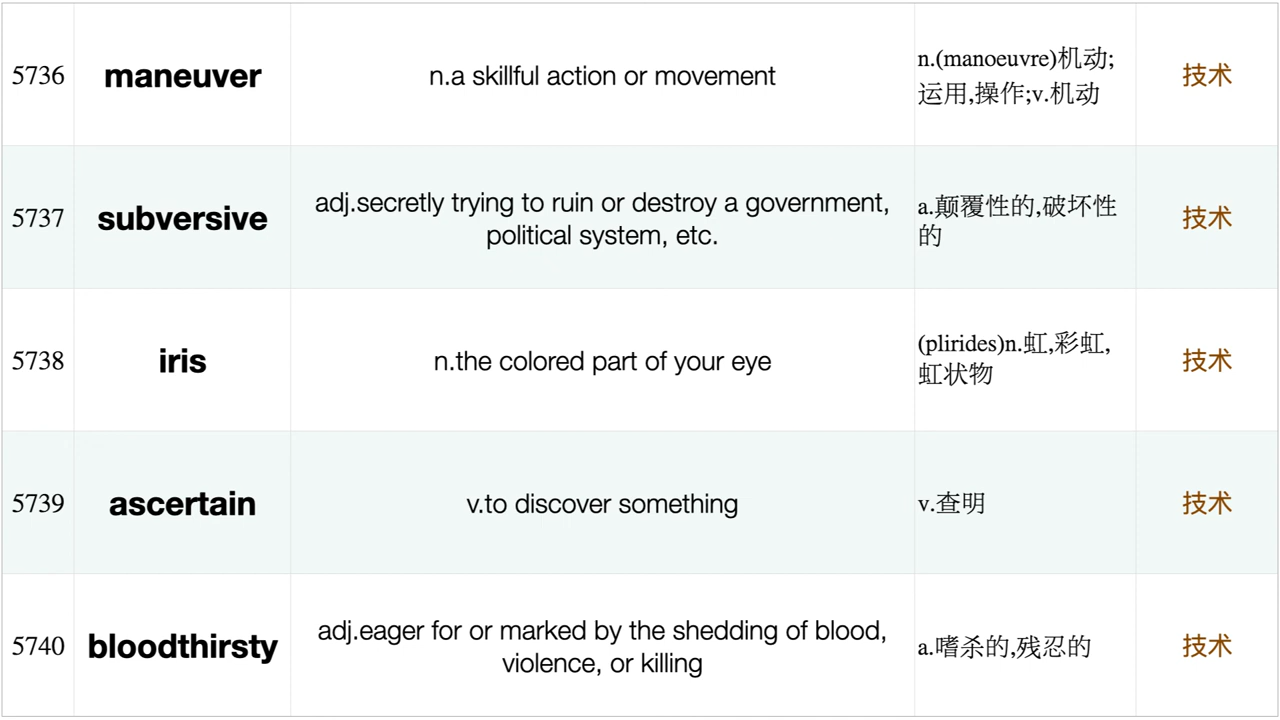 5736
maneuver
n.a skillful action or movement
n.(manoeuvre)机动;
运用,操作;v.机动
技术
5737
subversive
adj.secretly trying to ruin or destroy a government,
political system, etc.
a.颠覆性的,破坏性
的
技术
5738
iris
n.the colored part of your eye
(plirides)n.虹,彩虹,
虹状物
技术
5739
ascertain
v.to discover something
v.查明
技术
5740
bloodthirsty
adj.eager for or marked by the shedding of blood,
violence, or killing
a.嗜杀的,残忍的
技术